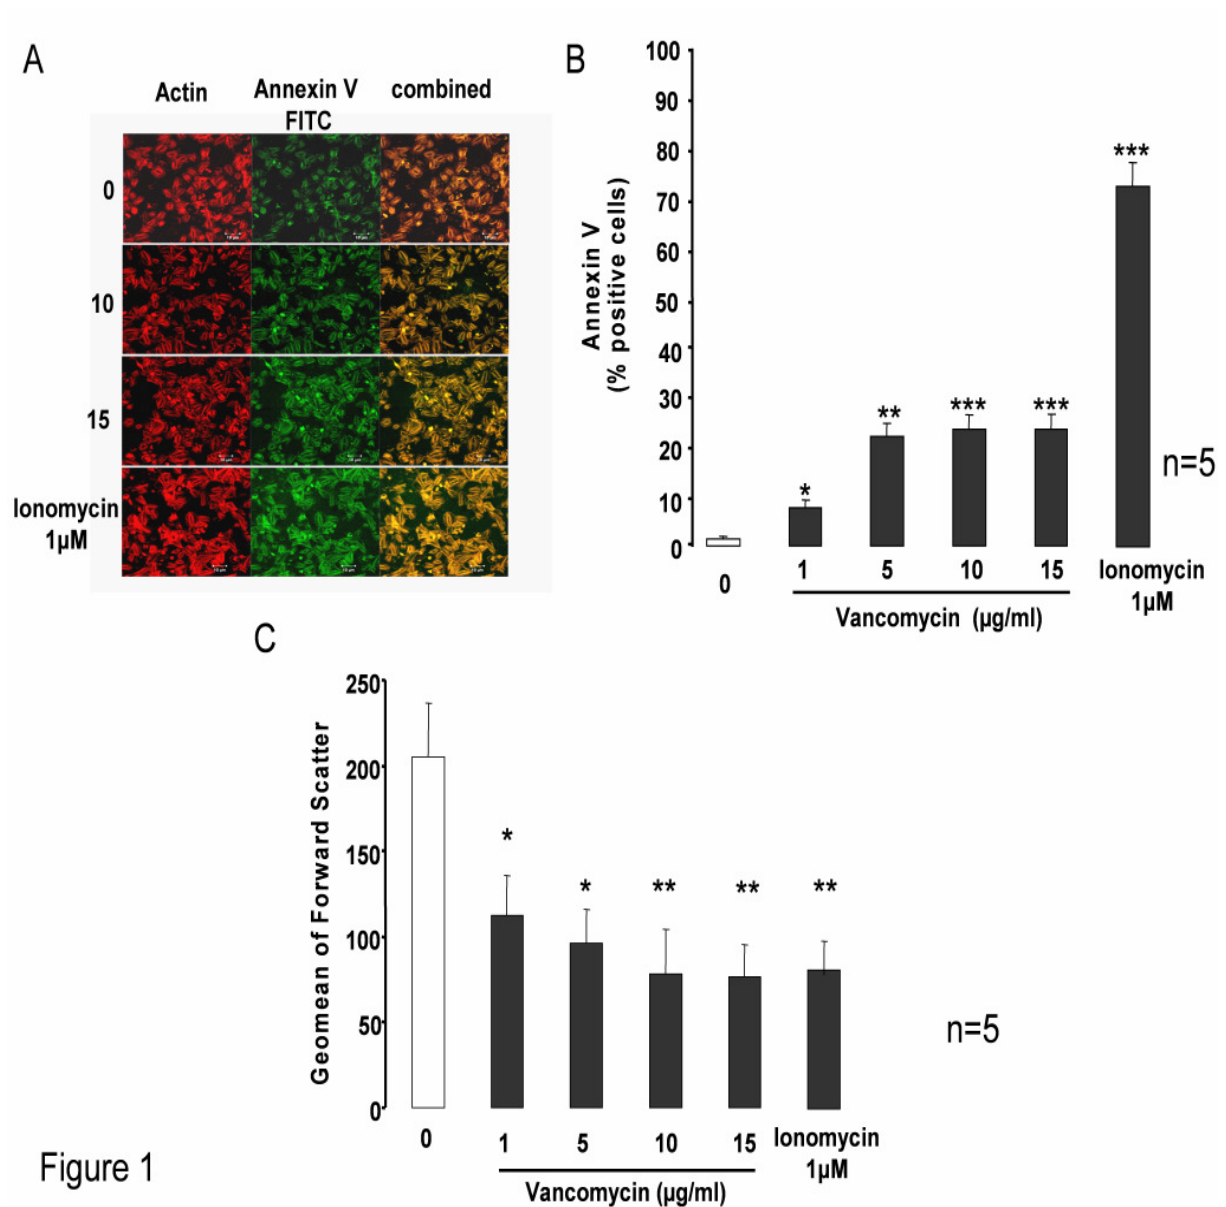 A
Actin
Annexin V
FITC
combined
0
10
15
Ionomycin
1µM
B
Annexin V
(% positive cells)
100
90
80
70
60
50
40
30
20
10
0
*
**
***
***
***
n=5
0
1
5
10
15
Ionomycin
1µM
Vancomycin (µg/ml)
C
Geomean of Forward Scatter
250
200
150
100
50
0
*
*
**
**
**
n=5
0
1
5
10
15
Ionomycin
1µM
Vancomycin (µg/ml)
Figure 1